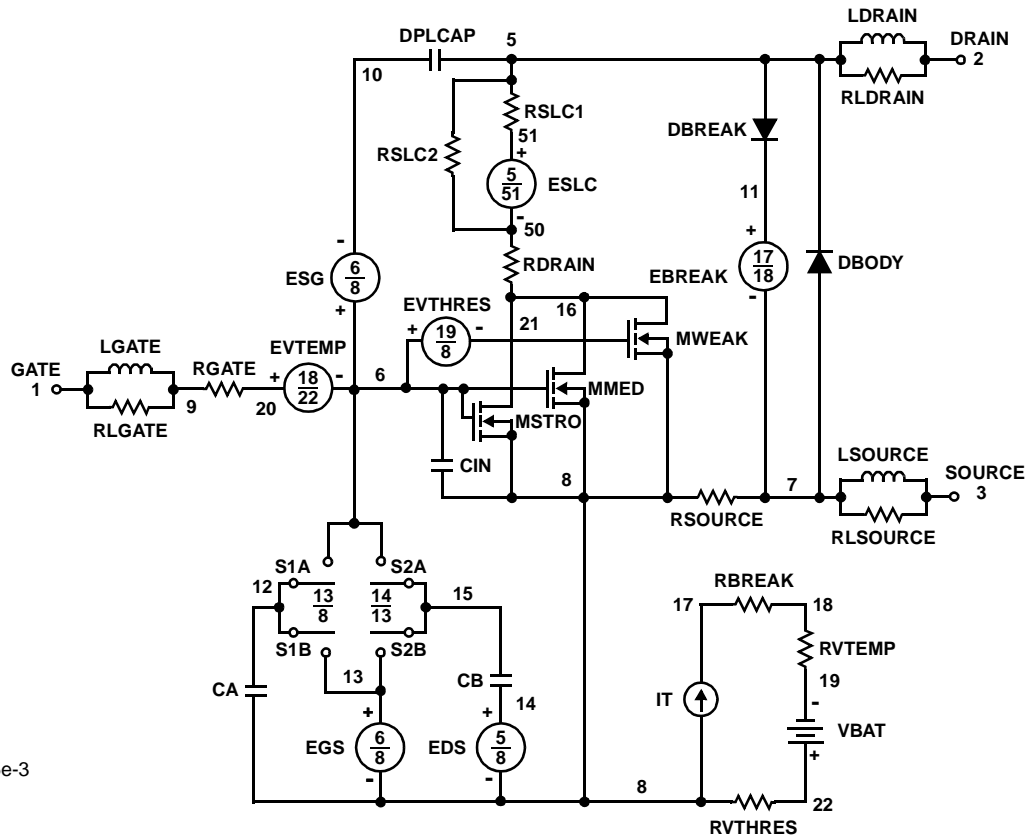 LDRAIN
DPLCAP 5 DRAIN
2
10
RLDRAIN
RSLC1
51
DBREAK
RSLC2
+
5
51
ESLC
11
-
50
-
+
17
18
EBREAK
DBODY
RDRAIN
6
8
ESG
EVTHRES
16
-
+
+ 19
8
- 21
MWEAK
LGATE
EVTEMP
GATE
1
RGATE
+ 18
22
- 6
MMED
9
20
MSTRO
RLGATE
LSOURCE
CIN
8
7
SOURCE
3
RSOURCE
RLSOURCE
S1A
S2A
12
13
8
14
13
15
RBREAK
17
18
S1B
S2B
RVTEMP
13
CA
CB
19
14
IT
-
VBAT
+
+
EGS 6
8
EDS 5
8
+
-
-
8
22
RVTHRES
e-3